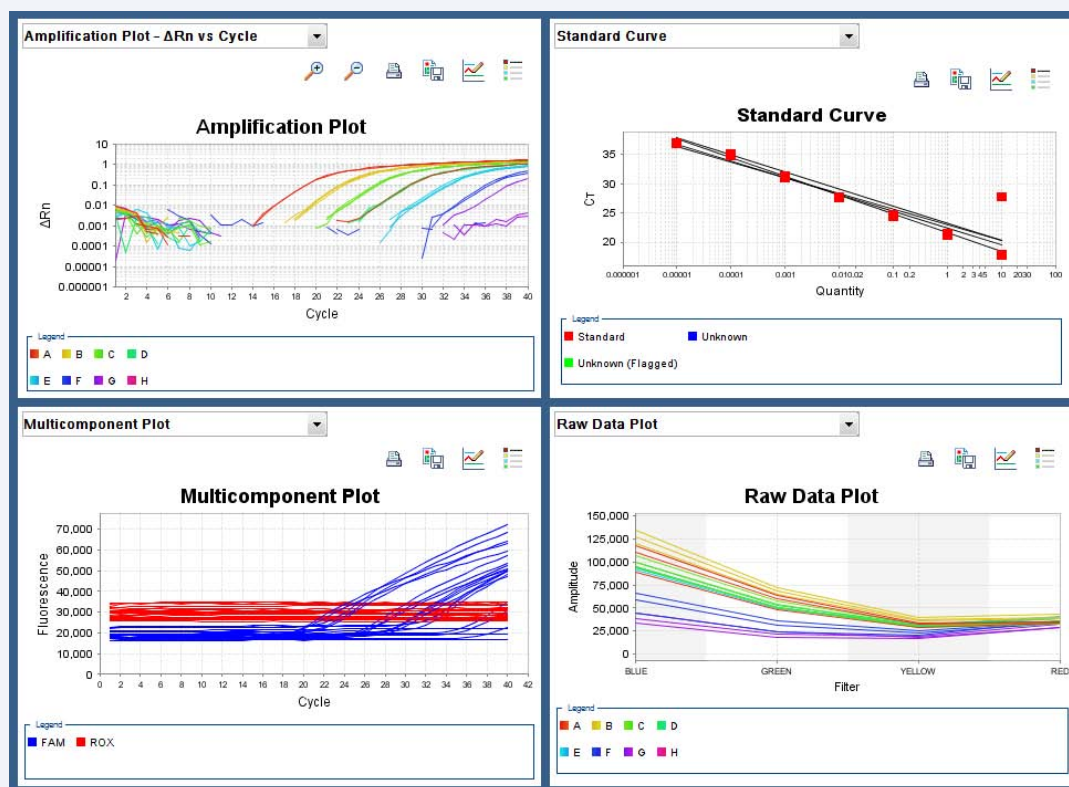 Amplification Plot - ΔRn vs Cycle
Amplification Plot
ΔRn
10
1
0.1
0.01
0.001
0.0001
0.00001
0.000001
2 4 6 8 10 12 14 16 18 20 22 24 26 28 30 32 34 36 38 40
Cycle
Legend
A B C D
E F G H
Standard Curve
Standard Curve
CT
35
30
25
20
0.000001 0.00001 0.0001 0.001 0.010.02 0.1 0.2 1 2 3 45 10 2030 100
Quantity
Legend
Standard Unknown
Unknown (Flagged)
Multicomponent Plot
Multicomponent Plot
Fluorescence
70,000
60,000
50,000
40,000
30,000
20,000
10,000
0
0 2 4 6 8 10 12 14 16 18 20 22 24 26 28 30 32 34 36 38 40 42
Cycle
Legend
FAM ROX
Raw Data Plot
Raw Data Plot
Amplitude
150,000
125,000
100,000
75,000
50,000
25,000
0
BLUE GREEN YELLOW RED
Filter
Legend
A B C D
E F G H